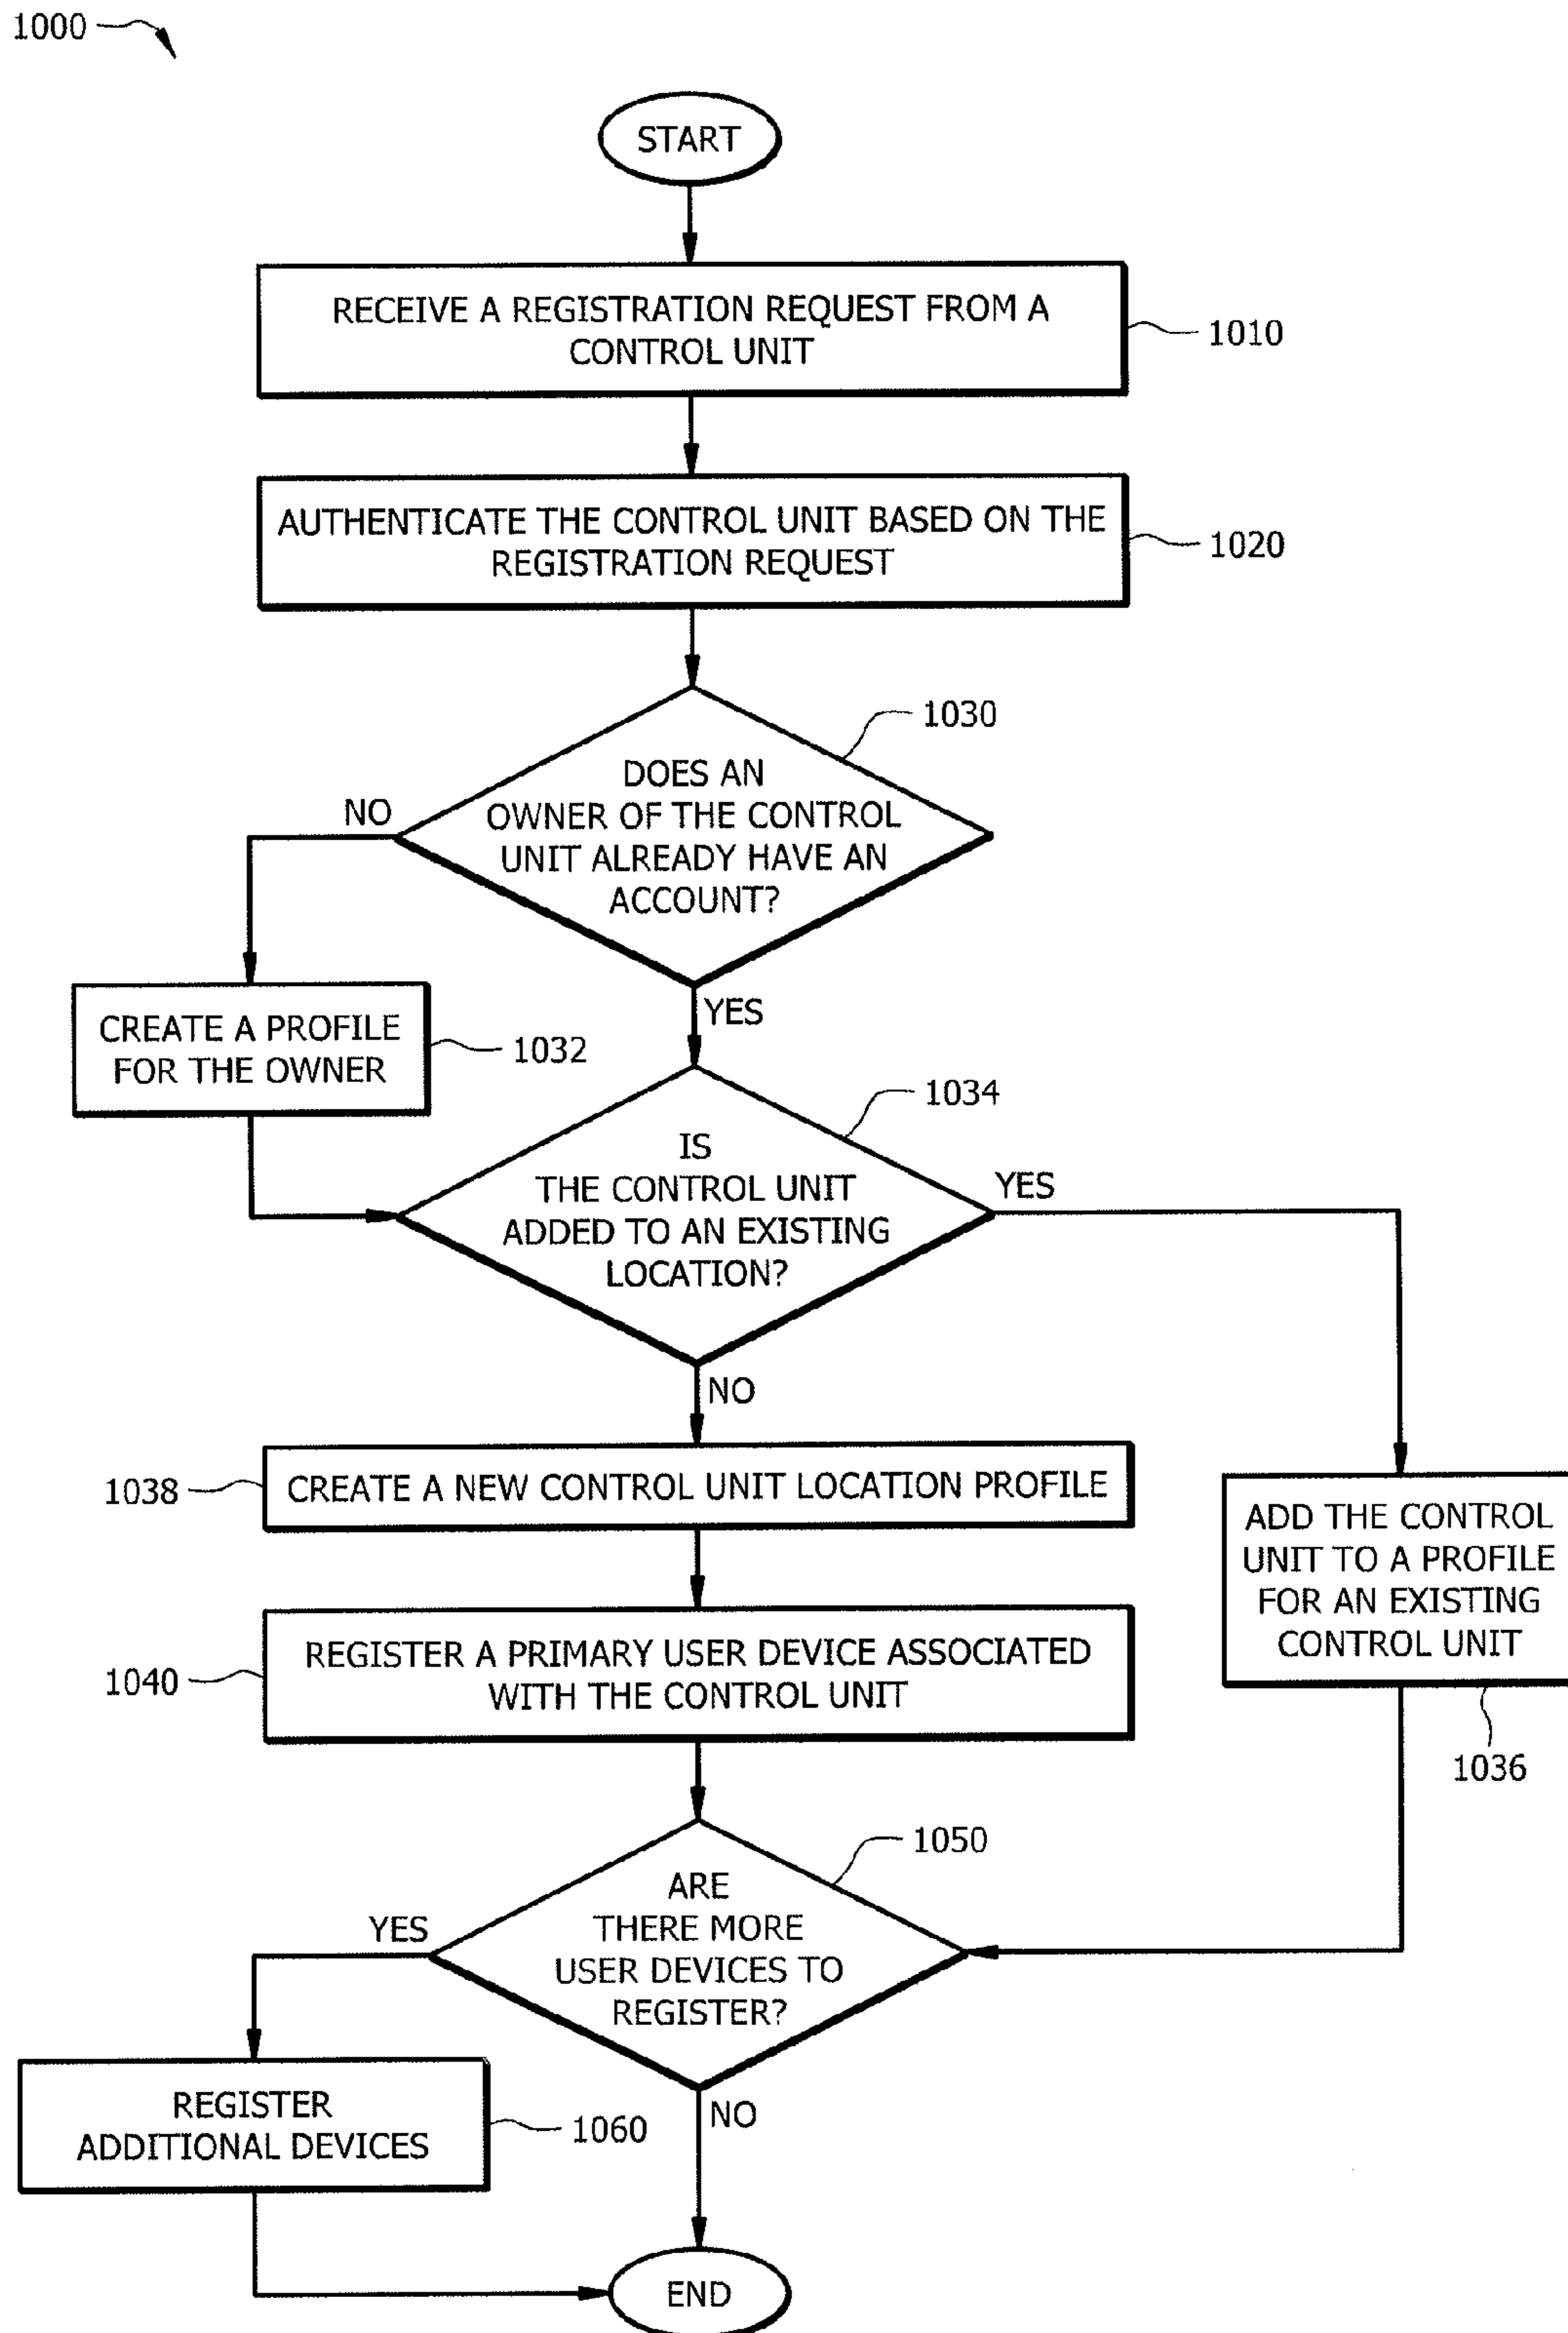 1000
START
RECEIVE A REGISTRATION REQUEST FROM A
CONTROL UNIT
1010
AUTHENTICATE THE CONTROL UNIT BASED ON THE
REGISTRATION REQUEST
1020
1030
DOES AN
OWNER OF THE CONTROL
UNIT ALREADY HAVE AN
ACCOUNT?
NO
YES
CREATE A PROFILE
FOR THE OWNER
1032
1034
IS
THE CONTROL UNIT
ADDED TO AN EXISTING
LOCATION?
YES
NO
1038
CREATE A NEW CONTROL UNIT LOCATION PROFILE
ADD THE CONTROL
UNIT TO A PROFILE
FOR AN EXISTING
CONTROL UNIT
1036
REGISTER A PRIMARY USER DEVICE ASSOCIATED
WITH THE CONTROL UNIT
1040
1050
ARE
THERE MORE
USER DEVICES TO
REGISTER?
YES
NO
REGISTER
ADDITIONAL DEVICES
1060
END